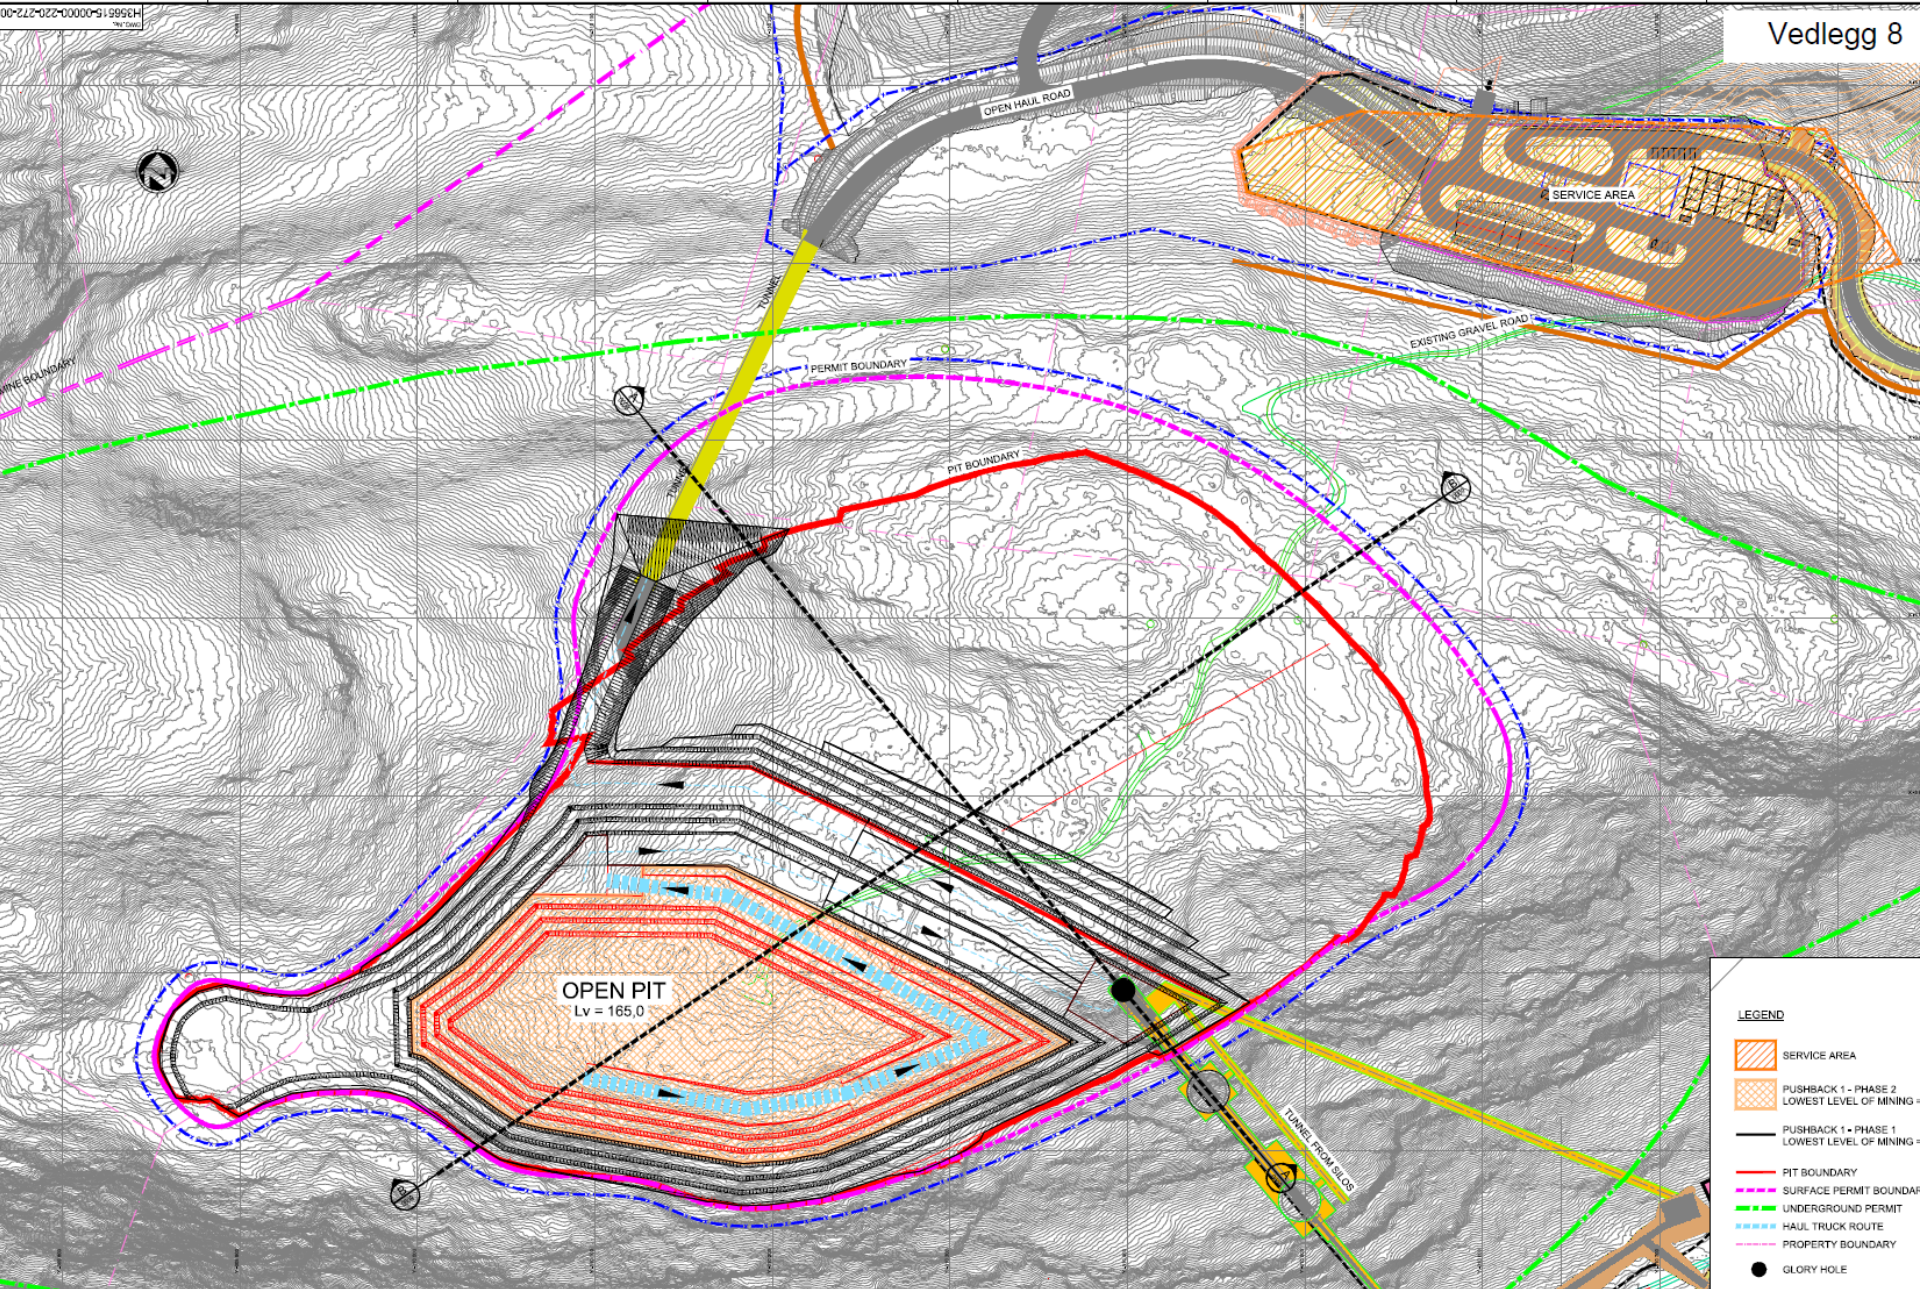 Vedlegg 8
OPEN HAUL ROAD
SERVICE AREA
TUNNEL
EXISTING GRAVEL ROAD
MINE BOUNDARY
PERMIT BOUNDARY
PIT BOUNDARY
TUNNEL
OPEN PIT
Lv = 165,0
TUNNEL FROM SILOS
LEGEND
SERVICE AREA
PUSHBACK 1 - PHASE 2
LOWEST LEVEL OF MINING =
PUSHBACK 1 - PHASE 1
LOWEST LEVEL OF MINING =
PIT BOUNDARY
SURFACE PERMIT BOUNDAR
UNDERGROUND PERMIT
HAUL TRUCK ROUTE
PROPERTY BOUNDARY
GLORY HOLE